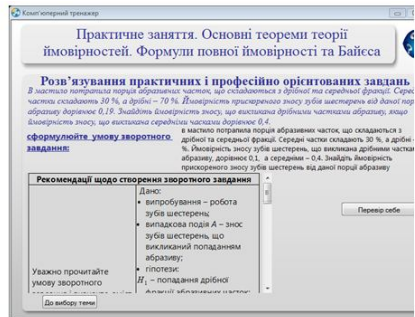 Комп'ютерний тренажер
Практичне заняття. Основні теореми теорії
ймовірностей. Формули повної ймовірності та Байєса
Розв'язування практичних і професійно орієнтованих завдань
В мастило потрапила порція абразивних часток, що складаються з дрібної та середньої фракції. Середні
частки складають 30 %, а дрібні – 70 %. Ймовірність прискореного зносу зубів шестерень від даної порції
абразиву дорівнює 0,19. Знайдіть ймовірність зносу, що викликана дрібними частками абразиву, якщо
ймовірність зносу, що викликана середніми частками дорівнює 0,4.
сформулюйте умову зворотного
завдання:
в мастило потрапила порція абразивних часток, що складаються з
дрібної та середньої фракції. Середні частки складають 30 %, а дрібні –
%. Ймовірність зносу зубів шестерень, що викликана дрібними частками
абразиву, дорівнює 0,1, а середніми – 0,4. Знайдіть ймовірність
прискореного зносу зубів шестерень від даної порції абразиву
Рекомендації щодо створення зворотного завдання
Уважно прочитайте
умову зворотного
Дано:
• випробування – робота
зубів шестерень;
• випадкова подія A – знос
зубів шестерень, що
викликаний попаданням
абразиву;
• гіпотези:
H₁ – попадання дрібної
фракції абразивних часток;
Перевір себе
До вибору теми